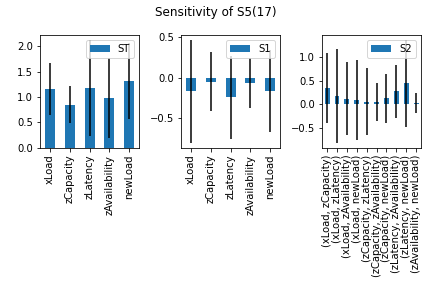 Sensitivity of S5(17)
ST
2.0
1.5
1.0
0.5
0.0
xLoad
zCapacity
zLatency
zAvailability
newLoad
S1
0.5
0.0
−0.5
xLoad
zCapacity
zLatency
zAvailability
newLoad
S2
1.0
0.5
0.0
−0.5
(xLoad, zCapacity)
(xLoad, zLatency)
(xLoad, zAvailability)
(xLoad, newLoad)
(zCapacity, zLatency)
(zCapacity, zAvailability)
(zCapacity, newLoad)
(zLatency, zAvailability)
(zLatency, newLoad)
(zAvailability, newLoad)